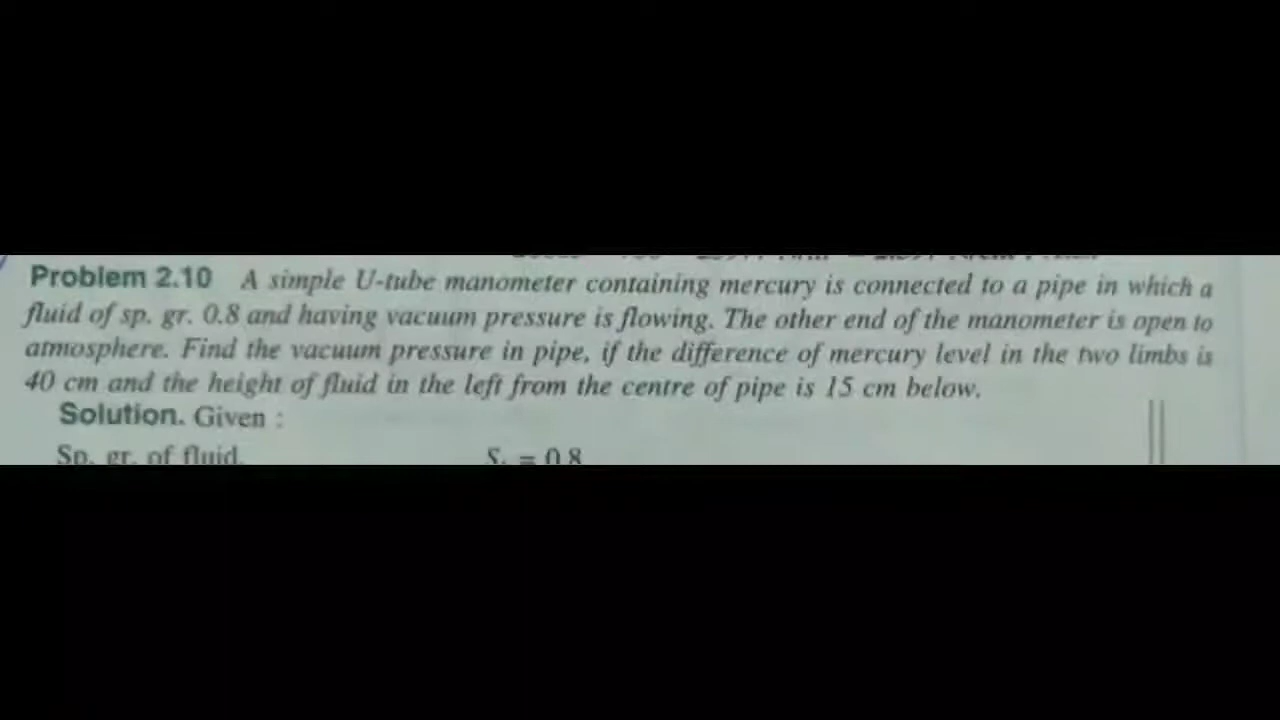 Problem 2.10 A simple U-tube manometer containing mercury is connected to a pipe in which a
fluid of sp. gr. 0.8 and having vacuum pressure is flowing. The other end of the manometer is open to
atmosphere. Find the vacuum pressure in pipe, if the difference of mercury level in the two limbs is
40 cm and the height of fluid in the left from the centre of pipe is 15 cm below.
Solution. Given :
Sp. gr. of fluid, = 0.8